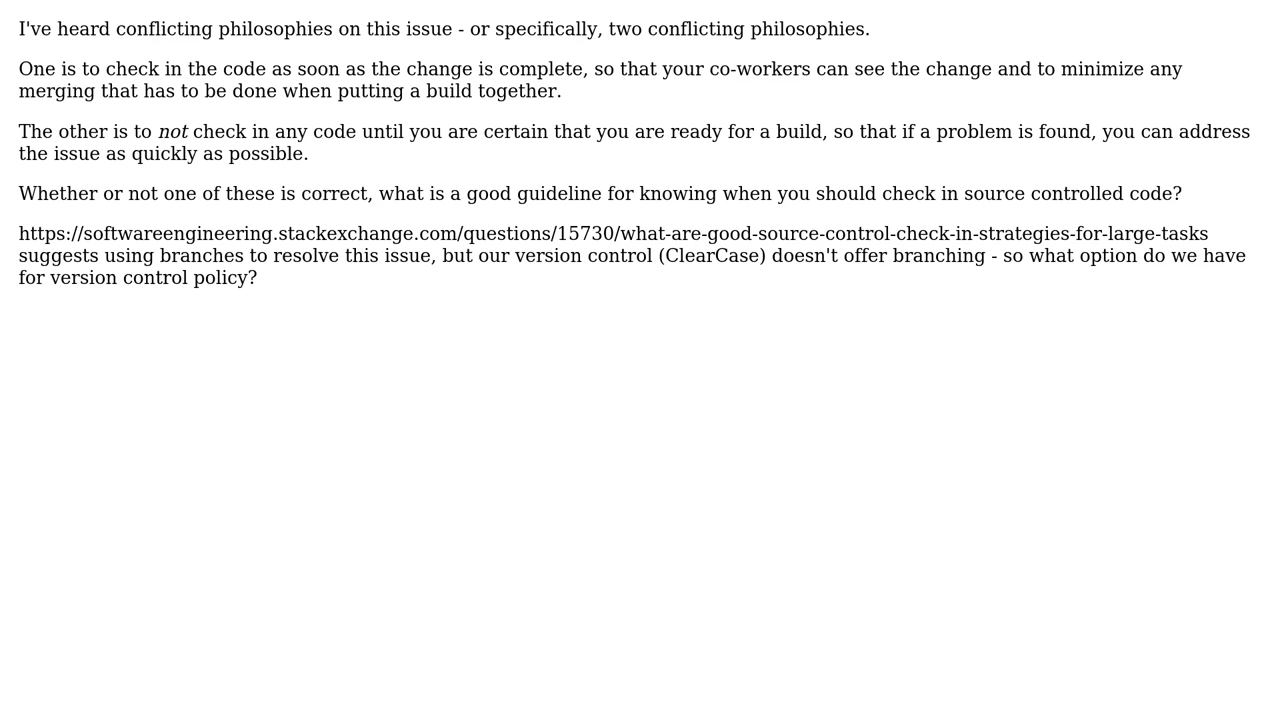 I've heard conflicting philosophies on this issue - or specifically, two conflicting philosophies.
One is to check in the code as soon as the change is complete, so that your co-workers can see the change and to minimize any
merging that has to be done when putting a build together.
The other is to not check in any code until you are certain that you are ready for a build, so that if a problem is found, you can address
the issue as quickly as possible.
Whether or not one of these is correct, what is a good guideline for knowing when you should check in source controlled code?
https://softwareengineering.stackexchange.com/questions/15730/what-are-good-source-control-check-in-strategies-for-large-tasks
suggests using branches to resolve this issue, but our version control (ClearCase) doesn't offer branching - so what option do we have
for version control policy?